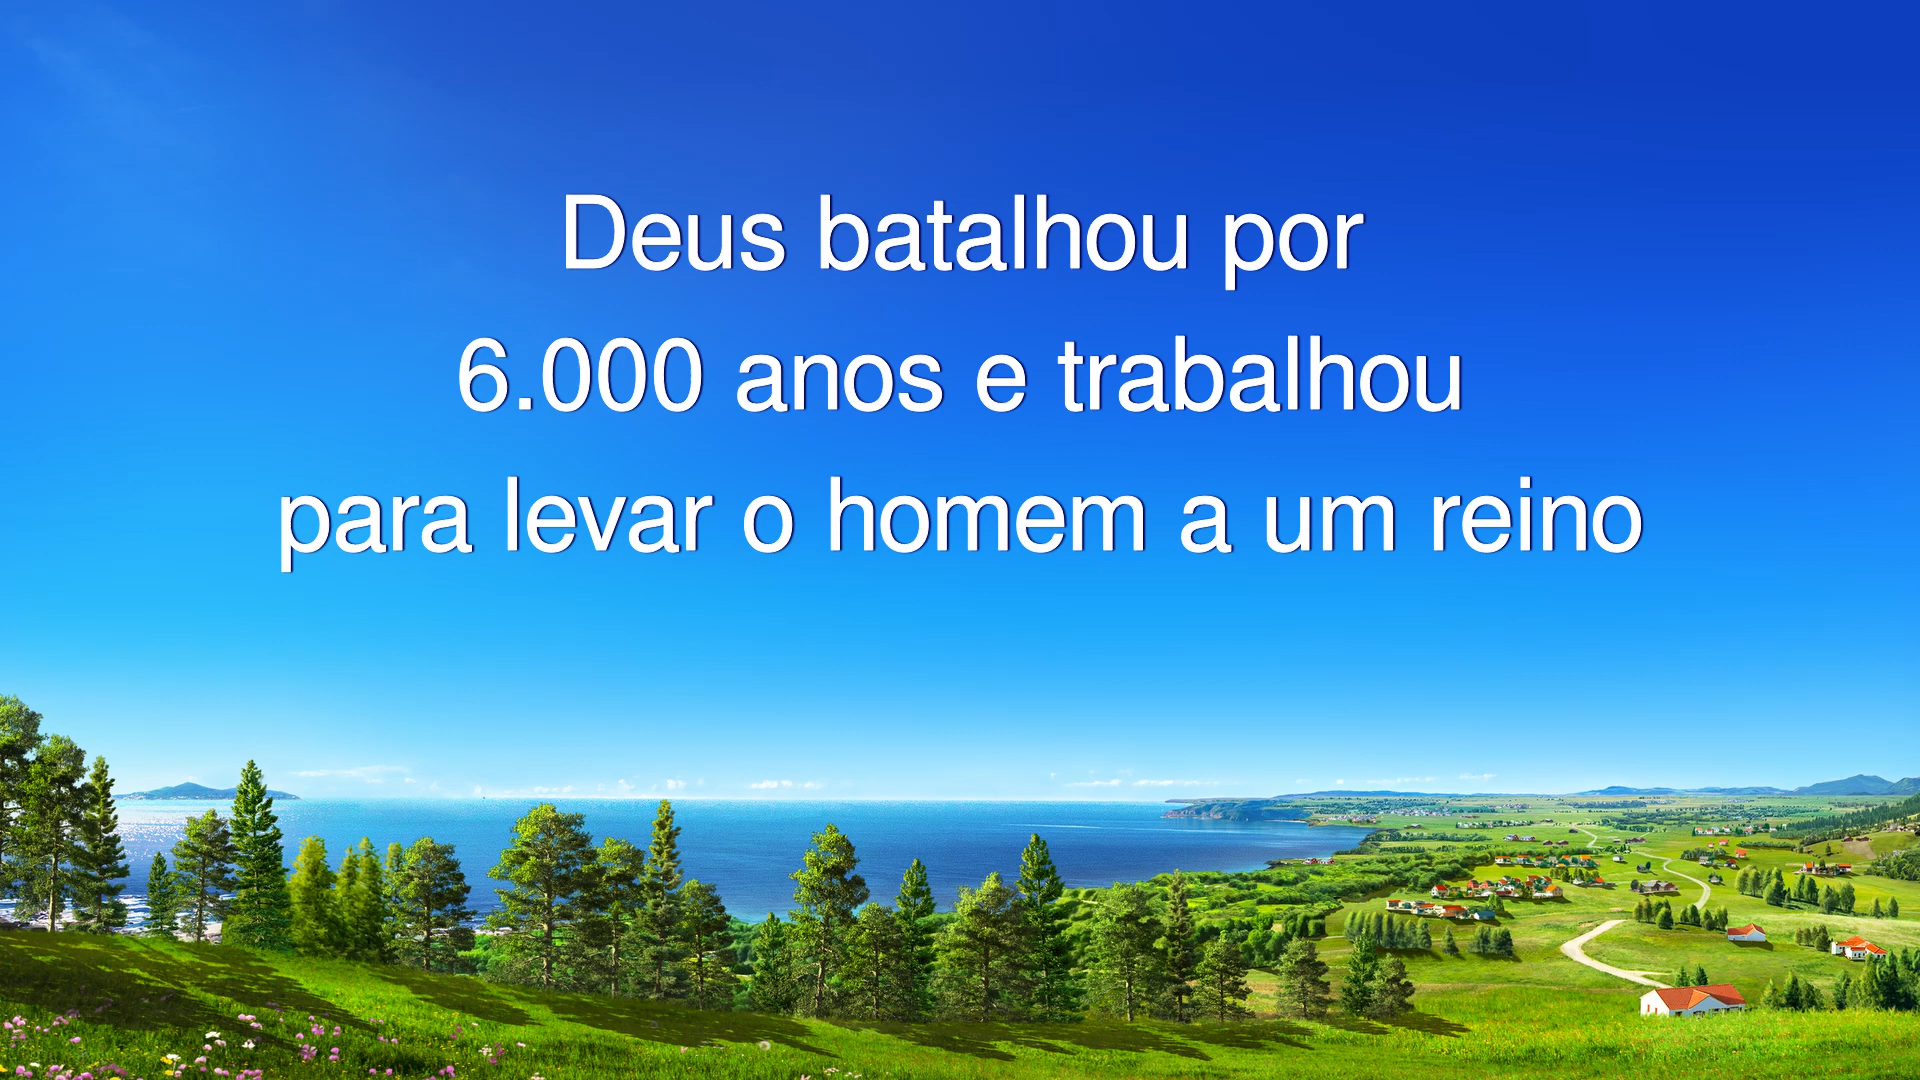 Deus batalhou por
6.000 anos e trabalhou
para levar o homem a um reino